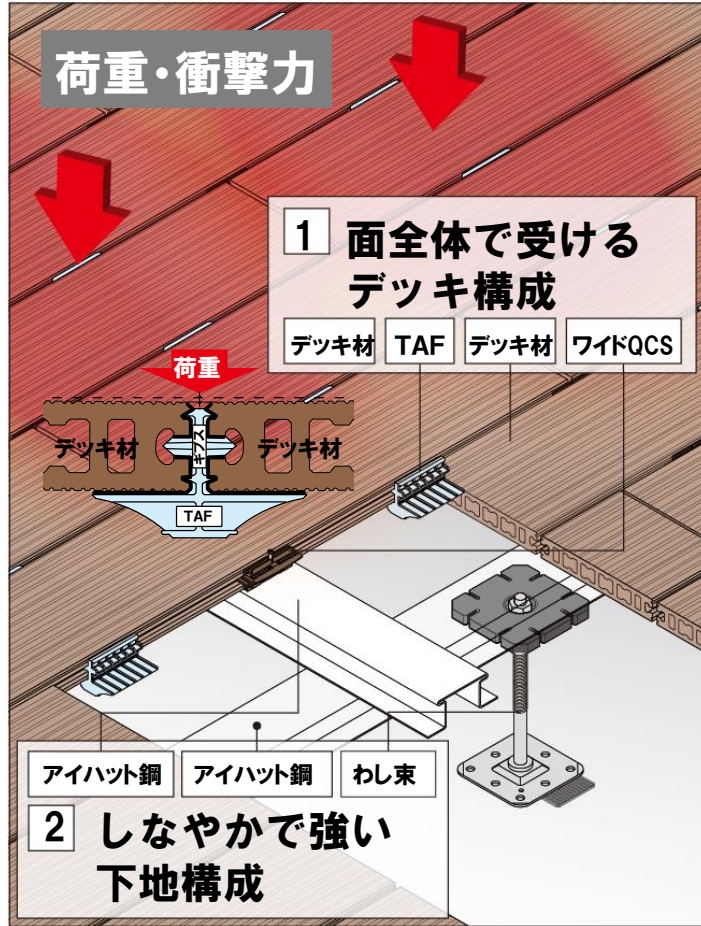 荷重・衝撃力
1 面全体で受ける
デッキ構成
デッキ材 TAF デッキ材 ワイドQCS
荷重
デッキ材 キフス デッキ材
TAF
アイハット鋼 アイハット鋼 わし束
2 しなやかで強い
下地構成